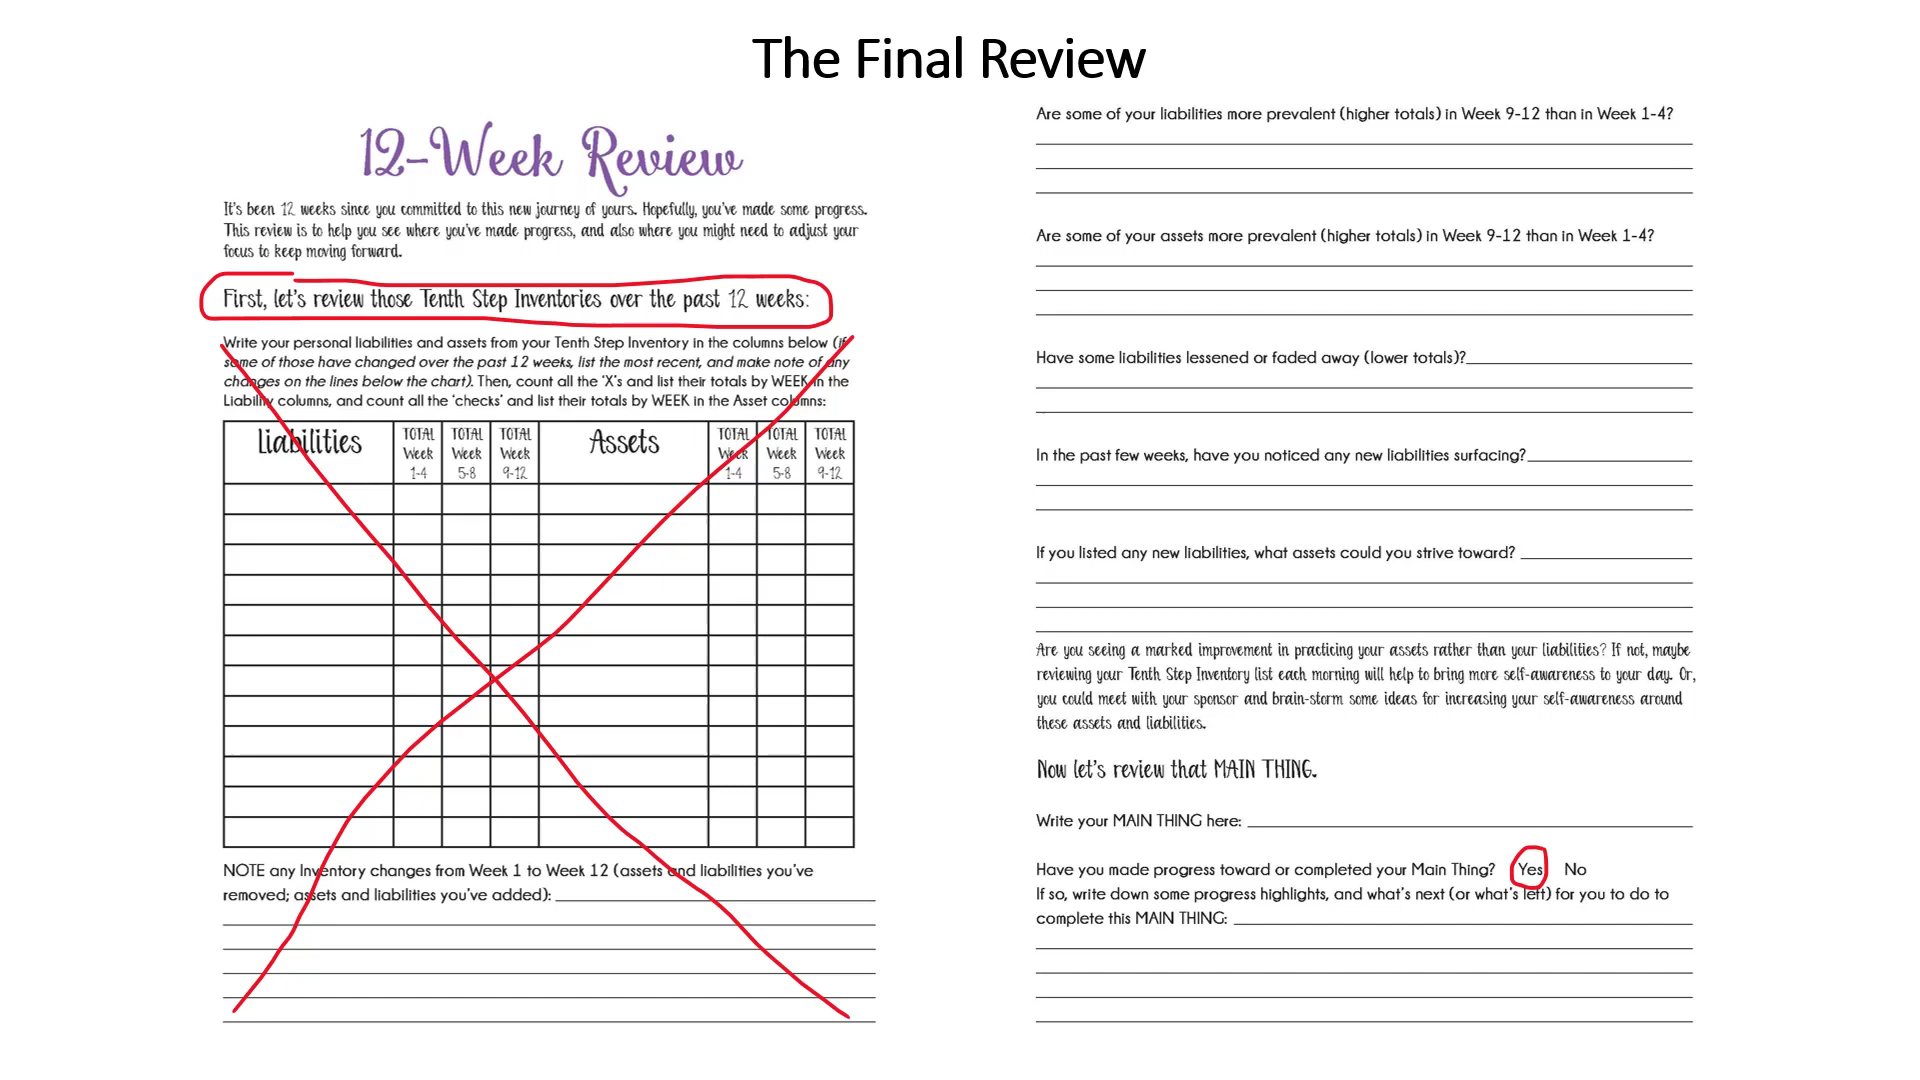 The Final Review
12-Week Review
It's been 12 weeks since you committed to this new journey of yours. Hopefully, you've made some progress.
This review is to help you see where you've made progress, and also where you might need to adjust your
focus to keep moving forward.
First, let's review those Tenth Step Inventories over the past 12 weeks:
Write your personal liabilities and assets from your Tenth Step Inventory in the columns below (if
some of those have changed over the past 12 weeks, list the most recent, and make note of any
changes on the lines below the chart). Then, count all the 'X's and list their totals by WEEK in the
Liability columns, and count all the 'checks' and list their totals by WEEK in the Asset columns:
Liabilities TOTAL Week 1-4 TOTAL Week 5-8 TOTAL Week 9-12 Assets TOTAL Week 1-4 TOTAL Week 5-8 TOTAL Week 9-12
NOTE any Inventory changes from Week 1 to Week 12 (assets and liabilities you've
removed; assets and liabilities you've added):
Are some of your liabilities more prevalent (higher totals) in Week 9-12 than in Week 1-4?
Are some of your assets more prevalent (higher totals) in Week 9-12 than in Week 1-4?
Have some liabilities lessened or faded away (lower totals)?
In the past few weeks, have you noticed any new liabilities surfacing?
If you listed any new liabilities, what assets could you strive toward?
Are you seeing a marked improvement in practicing your assets rather than your liabilities? If not, maybe
reviewing your Tenth Step Inventory list each morning will help to bring more self-awareness to your day. Or,
you could meet with your sponsor and brain-storm some ideas for increasing your self-awareness around
these assets and liabilities.
Now let's review that MAIN THING.
Write your MAIN THING here:
Have you made progress toward or completed your Main Thing? Yes No
If so, write down some progress highlights, and what's next (or what's left) for you to do to
complete this MAIN THING: